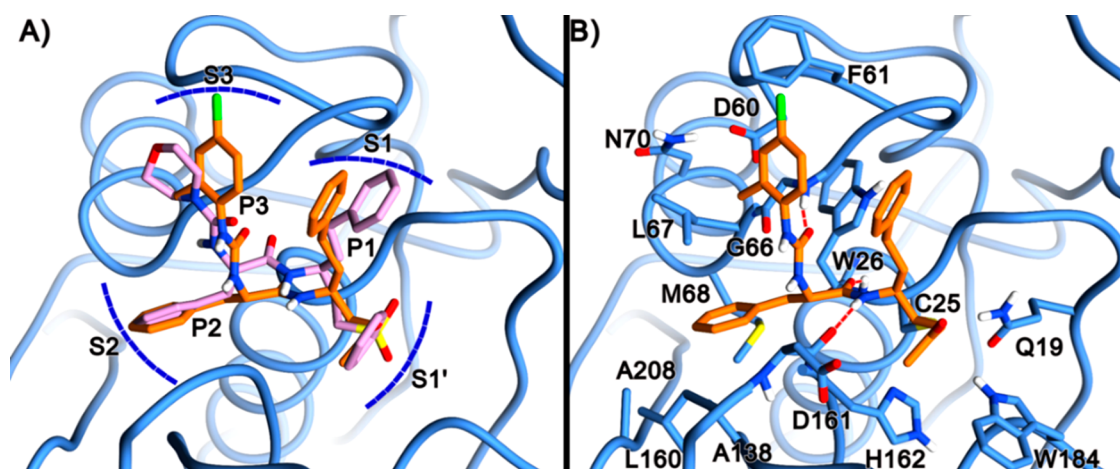 A)
S3
S1
P3
P1
P2
S2
S1'
B)
F61
D60
N70
L67
G66
W26
M68
C25
Q19
A208
D161
L160
A138
H162
W184